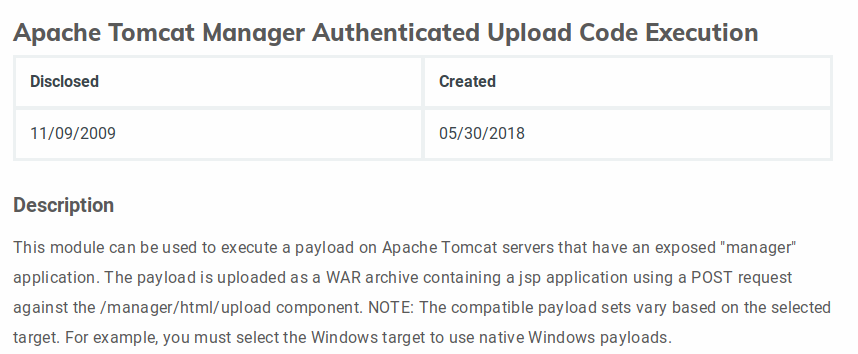 Apache Tomcat Manager Authenticated Upload Code Execution
Disclosed Created
11/09/2009 05/30/2018
Description
This module can be used to execute a payload on Apache Tomcat servers that have an exposed "manager"
application. The payload is uploaded as a WAR archive containing a jsp application using a POST request
against the /manager/html/upload component. NOTE: The compatible payload sets vary based on the selected
target. For example, you must select the Windows target to use native Windows payloads.